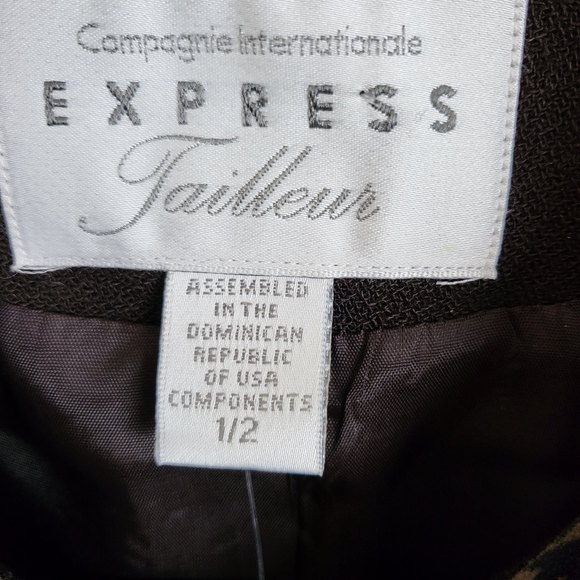 Compagnie Internationale
EXPRESS
Tailleur
ASSEMBLED
IN THE
DOMINICAN
REPUBLIC
OF USA
COMPONENTS
1/2